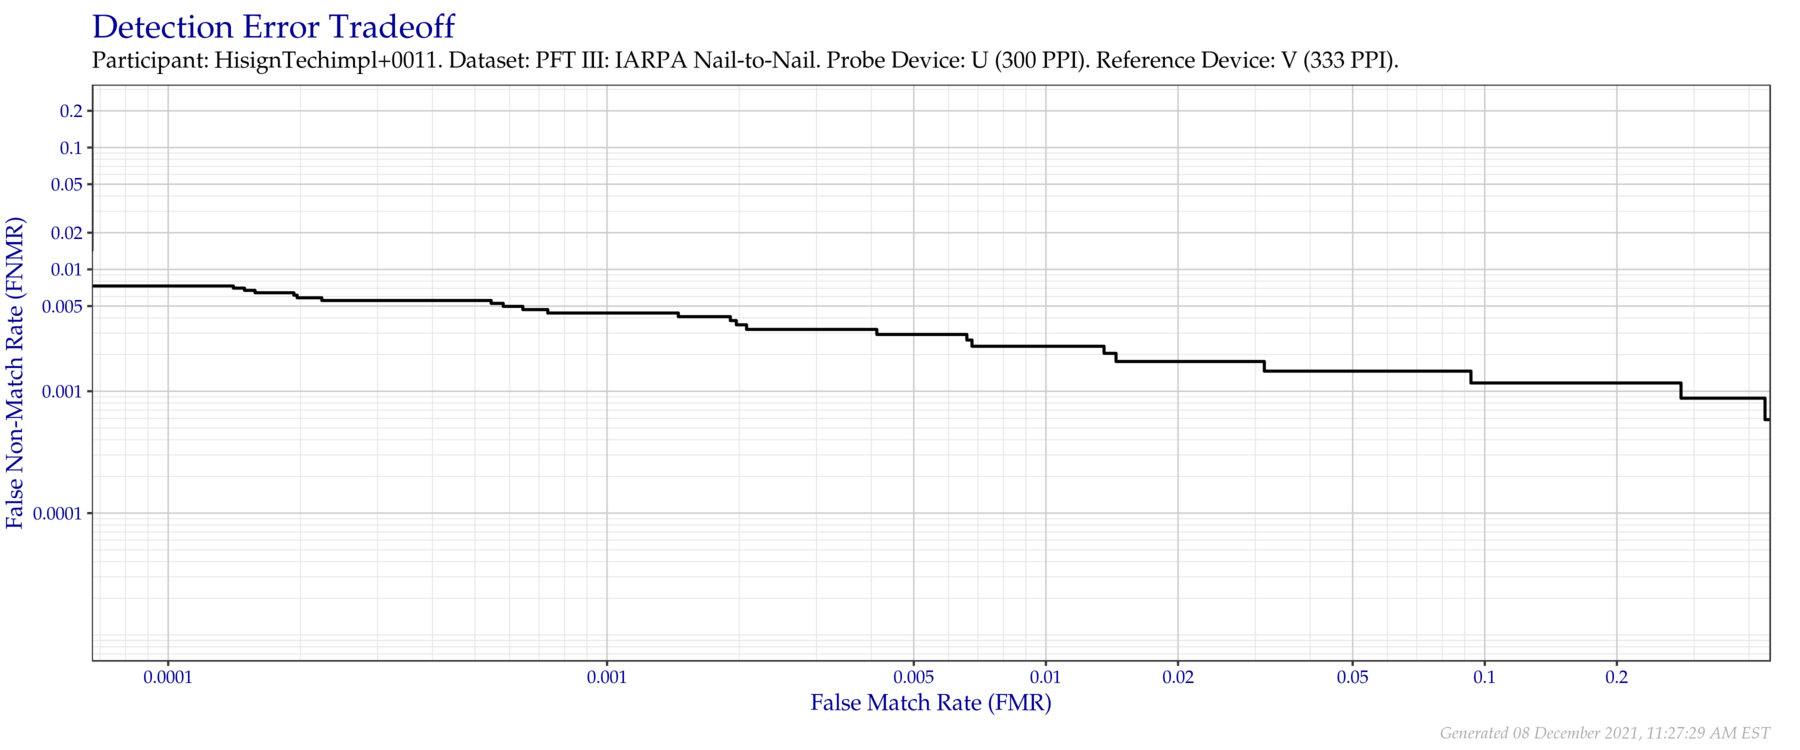 Detection Error Tradeoff
Participant: HisignTechimpl+0011. Dataset: PFT III: IARPA Nail-to-Nail. Probe Device: U (300 PPI). Reference Device: V (333 PPI).
False Non-Match Rate (FNMR)
0.2
0.1
0.05
0.02
0.01
0.005
0.001
0.0001
0.0001 0.001 0.005 0.01 0.02 0.05 0.1 0.2
False Match Rate (FMR)
Generated 08 December 2021, 11:27:29 AM EST